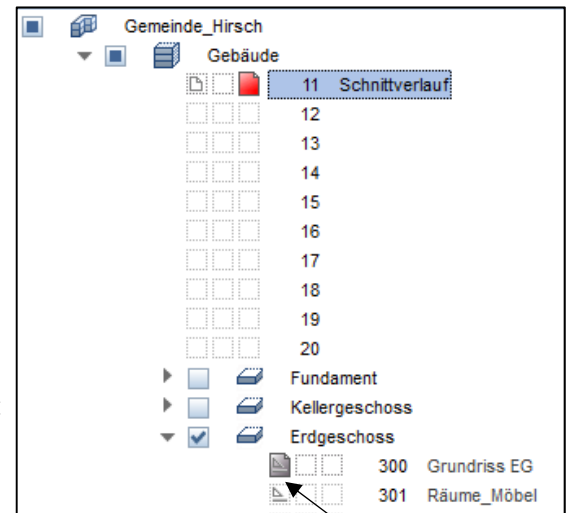 Gemeinde_Hirsch
Gebäude
11 Schnittverlauf
12
13
14
15
16
17
18
19
20
Fundament
Kellergeschoss
Erdgeschoss
300 Grundriss EG
301 Räume_Möbel